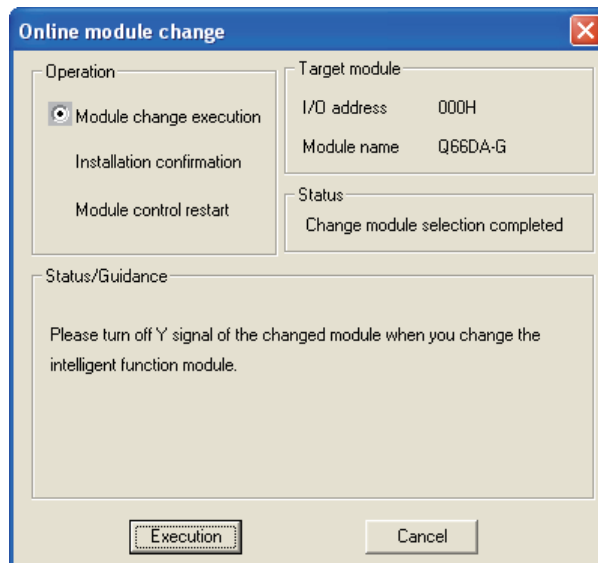 Online module change
Operation
Module change execution
Installation confirmation
Module control restart
Target module
I/O address 000H
Module name Q66DA-G
Status
Change module selection completed
Status/Guidance
Please turn off Y signal of the changed module when you change the
intelligent function module.
Execution Cancel